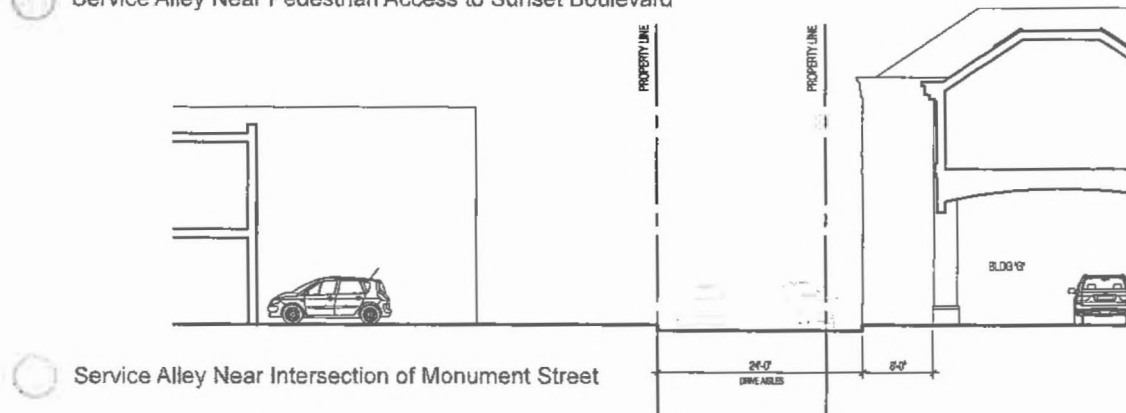 Service Alley Near Pedestrian Access to Sunset Boulevard
PROPERTY LINE
PROPERTY LINE
BLDG 'G'
24'-0"
8'-0"
DRIVE AISLES
Service Alley Near Intersection of Monument Street